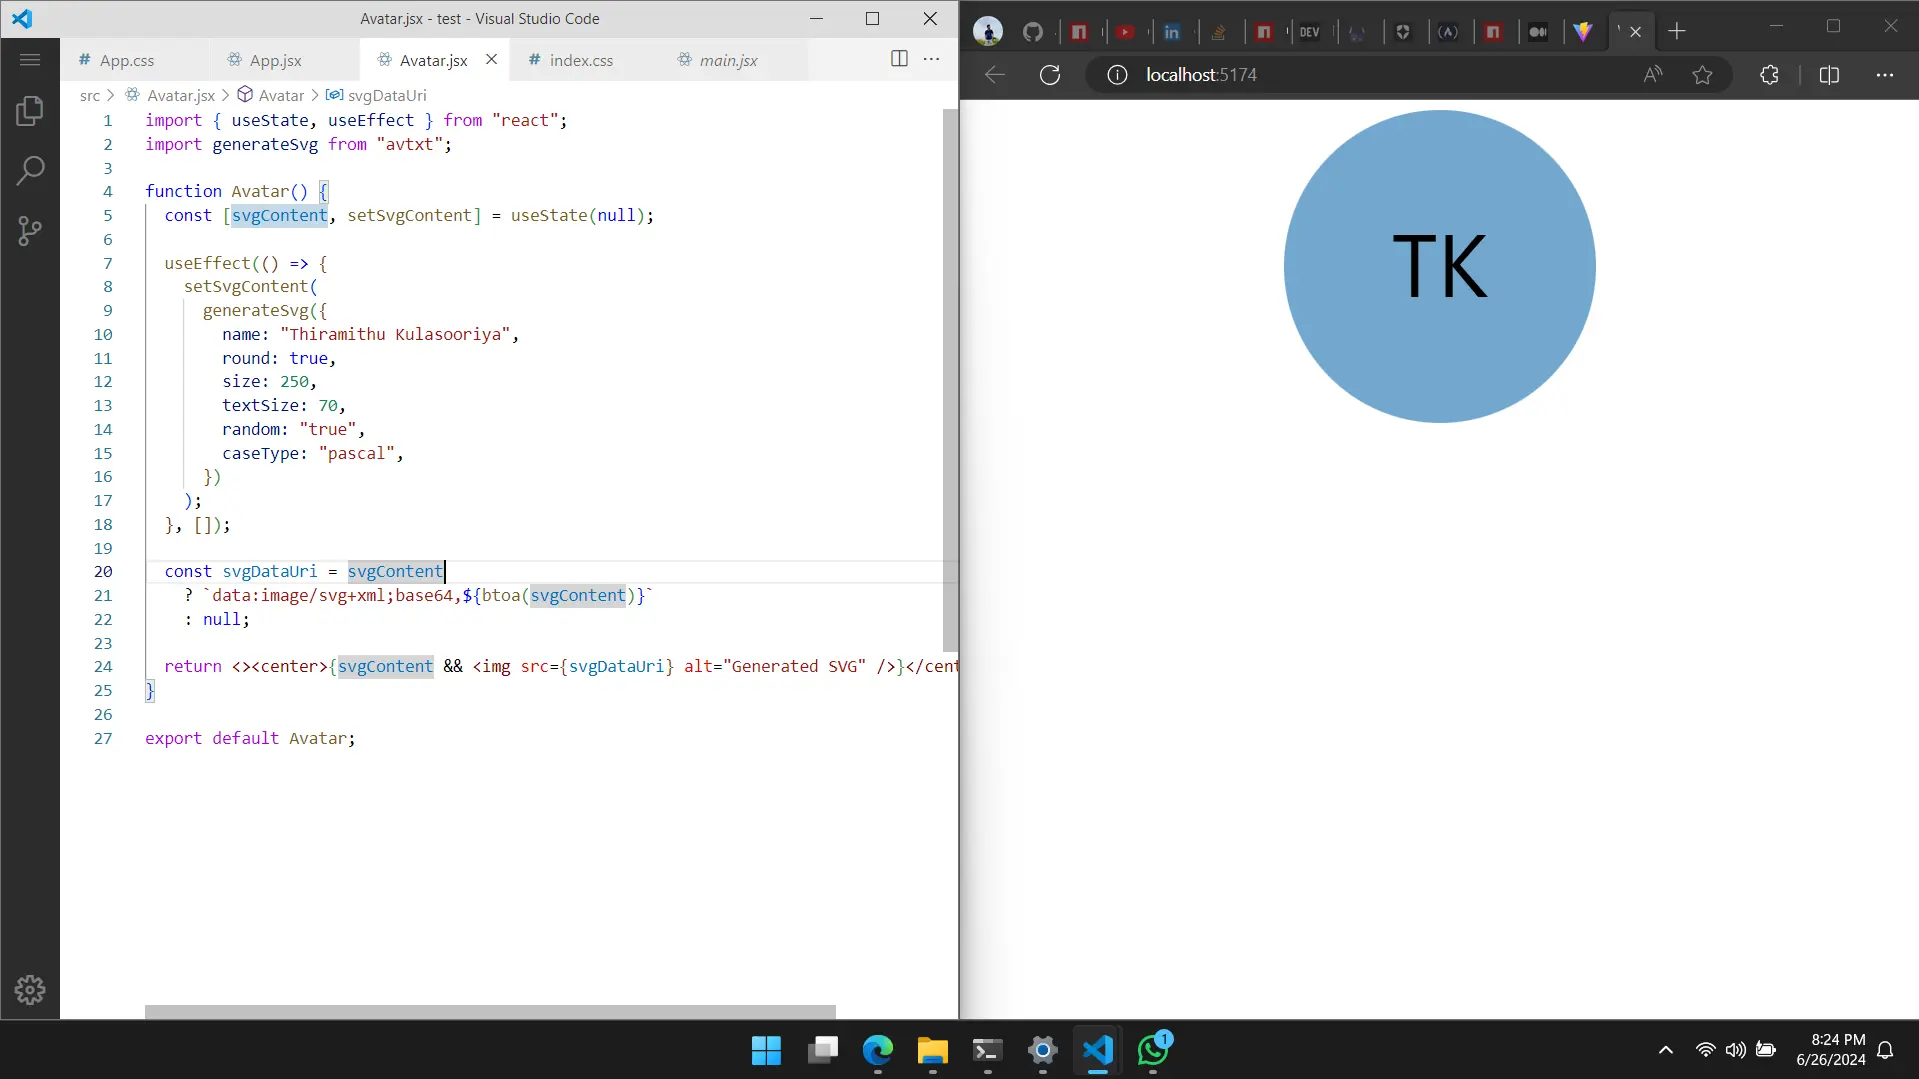 Avatar.jsx - test - Visual Studio Code
# App.css App.jsx Avatar.jsx # index.css main.jsx
src > Avatar.jsx > Avatar > svgDataUri
1 import { useState, useEffect } from "react";
2 import generateSvg from "avtxt";
3
4 function Avatar() {
5 const [svgContent, setSvgContent] = useState(null);
6
7 useEffect(() => {
8 setSvgContent(
9 generateSvg({
10 name: "Thiramithu Kulasooriya",
11 round: true,
12 size: 250,
13 textSize: 70,
14 random: "true",
15 caseType: "pascal",
16 })
17 );
18 }, []);
19
20 const svgDataUri = svgContent
21 ? `data:image/svg+xml;base64,${btoa(svgContent)}`
22 : null;
23
24 return <><center>{svgContent && <img src={svgDataUri} alt="Generated SVG" />}</cent
25 }
26
27 export default Avatar;
in DEV
localhost:5174
TK
1
8:24 PM
6/26/2024